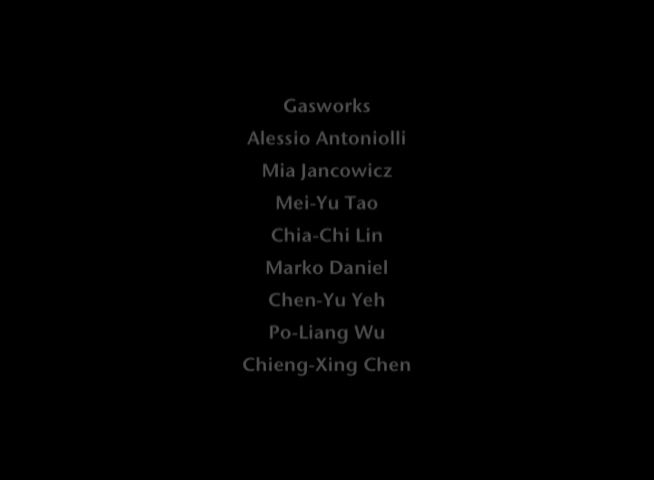 Gasworks
Alessio Antoniolli
Mia Jancowicz
Mei-Yu Tao
Chia-Chi Lin
Marko Daniel
Chen-Yu Yeh
Po-Liang Wu
Chieng-Xing Chen